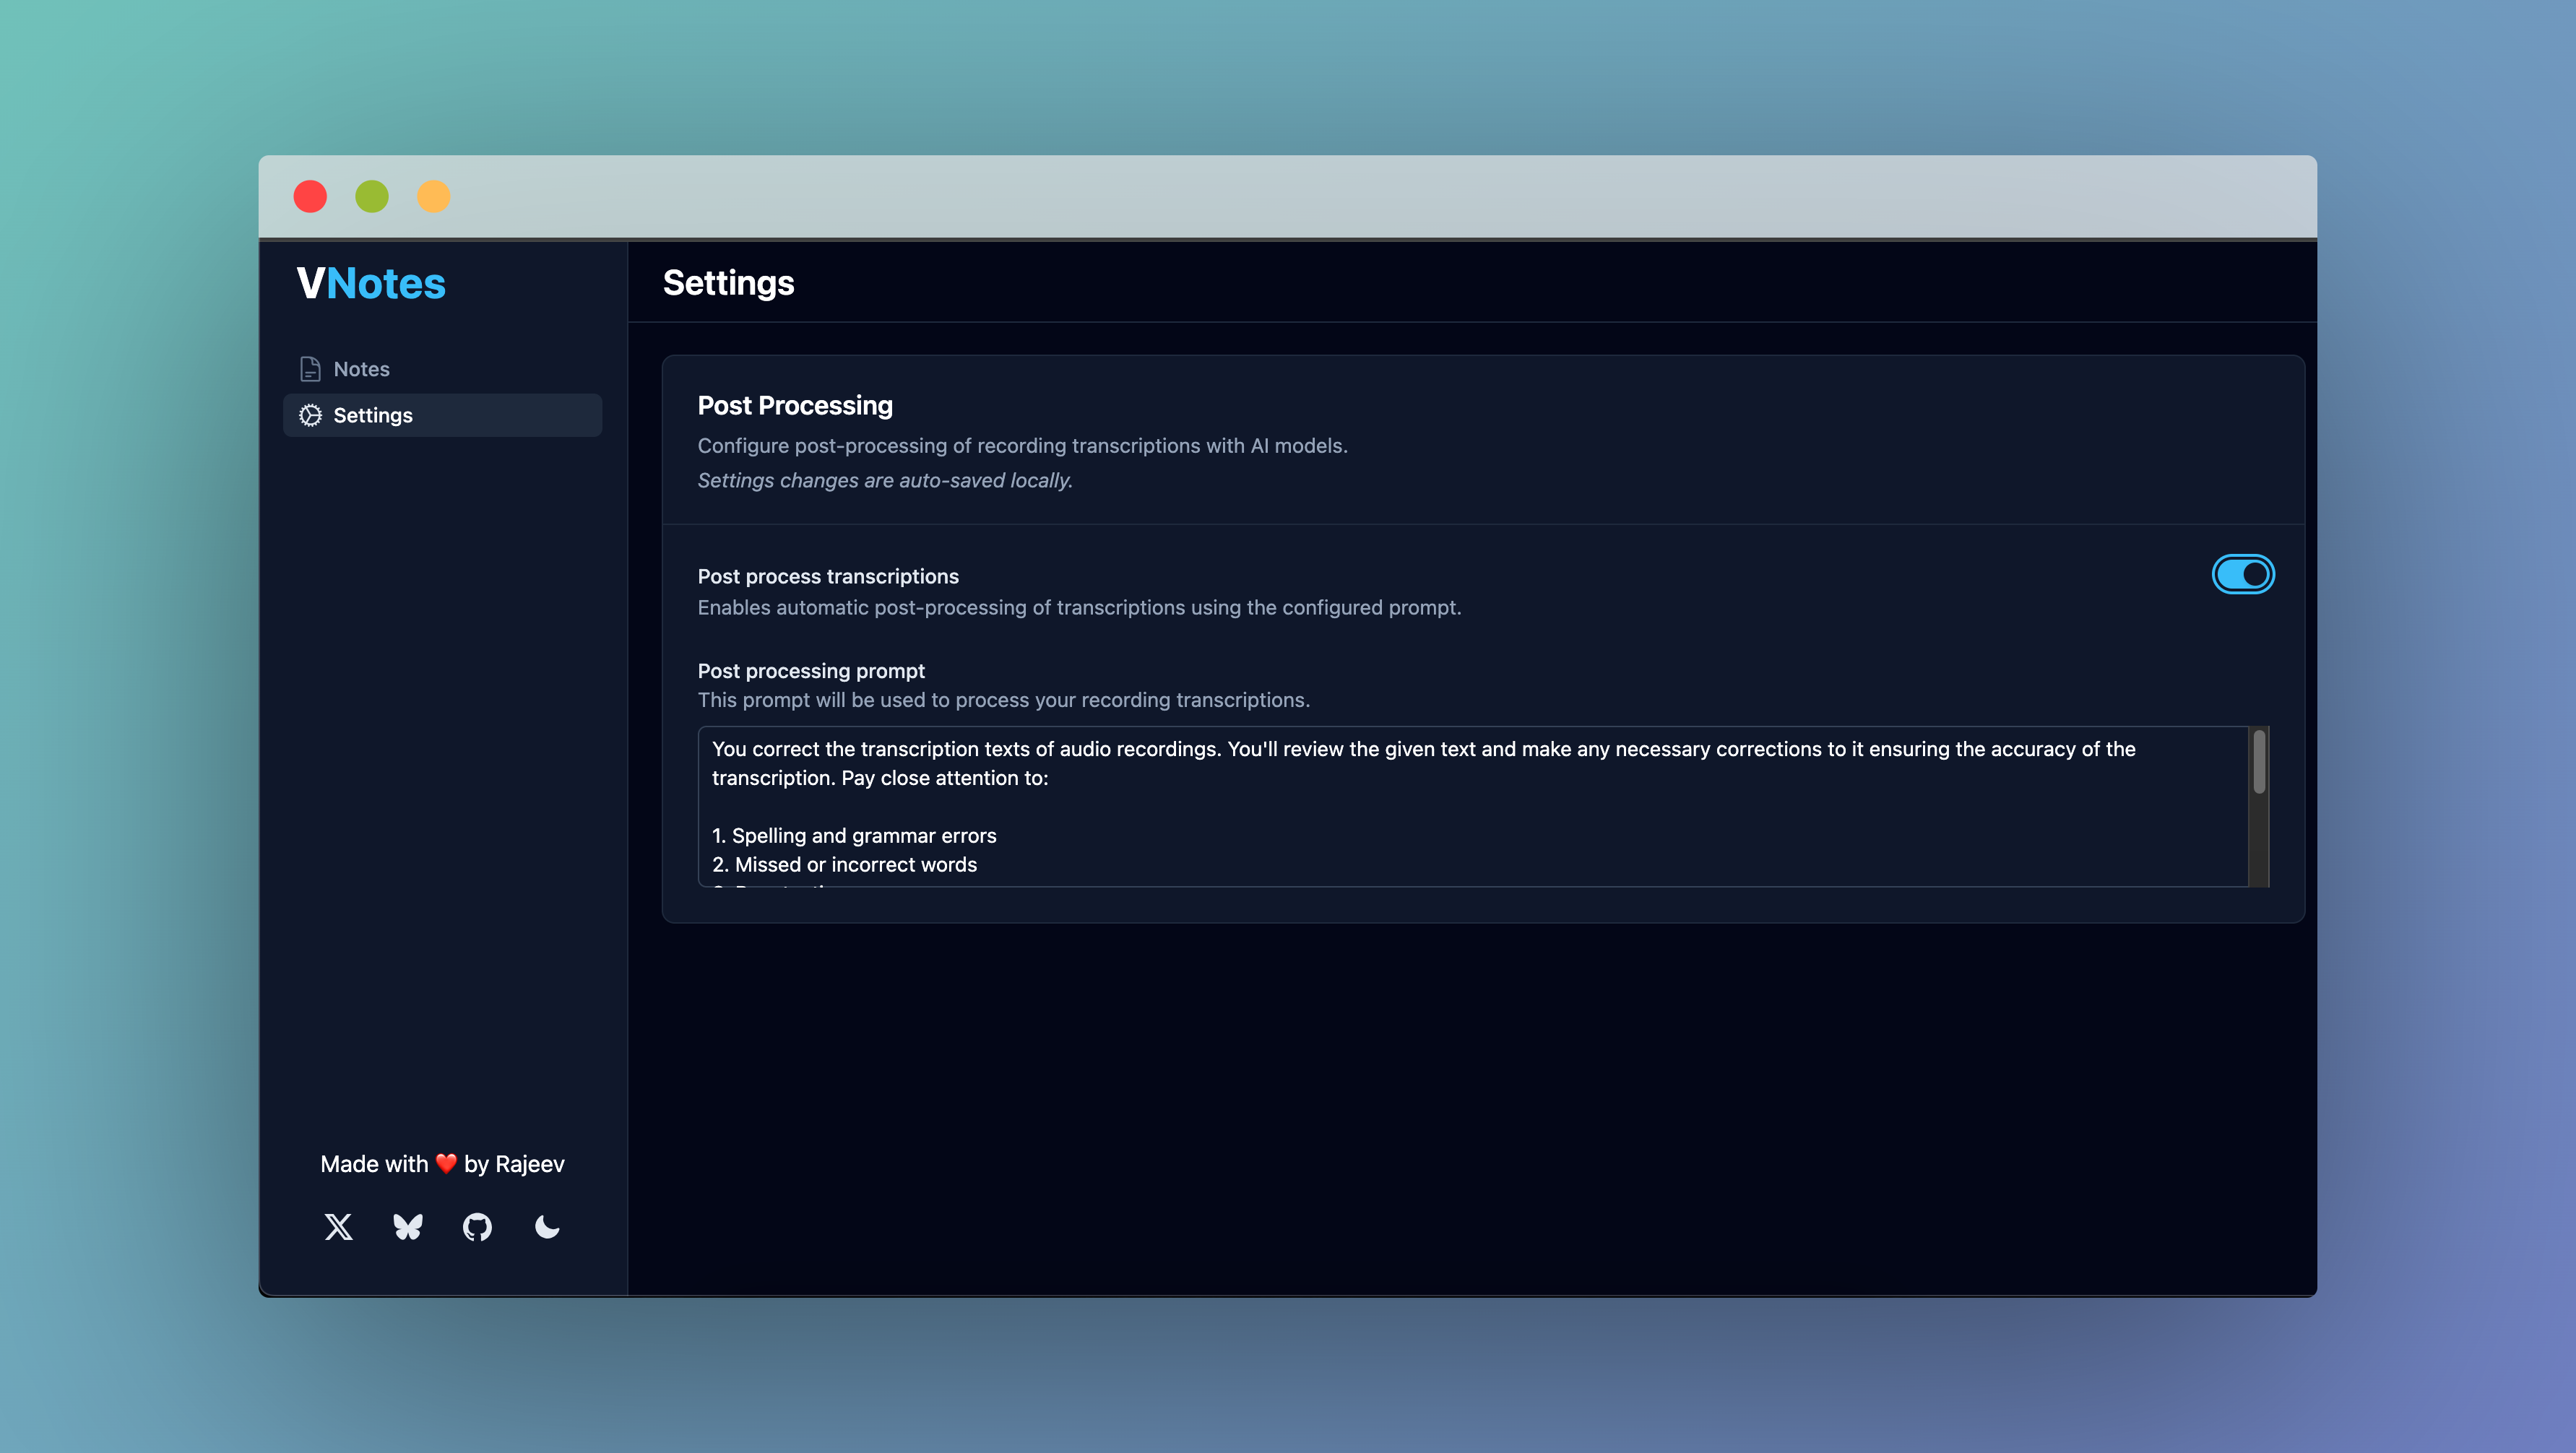 VNotes
Notes
Settings
Made with ❤️ by Rajeev
Settings
Post Processing
Configure post-processing of recording transcriptions with AI models.
Settings changes are auto-saved locally.
Post process transcriptions
Enables automatic post-processing of transcriptions using the configured prompt.
Post processing prompt
This prompt will be used to process your recording transcriptions.
You correct the transcription texts of audio recordings. You'll review the given text and make any necessary corrections to it ensuring the accuracy of the
transcription. Pay close attention to:
1. Spelling and grammar errors
2. Missed or incorrect words